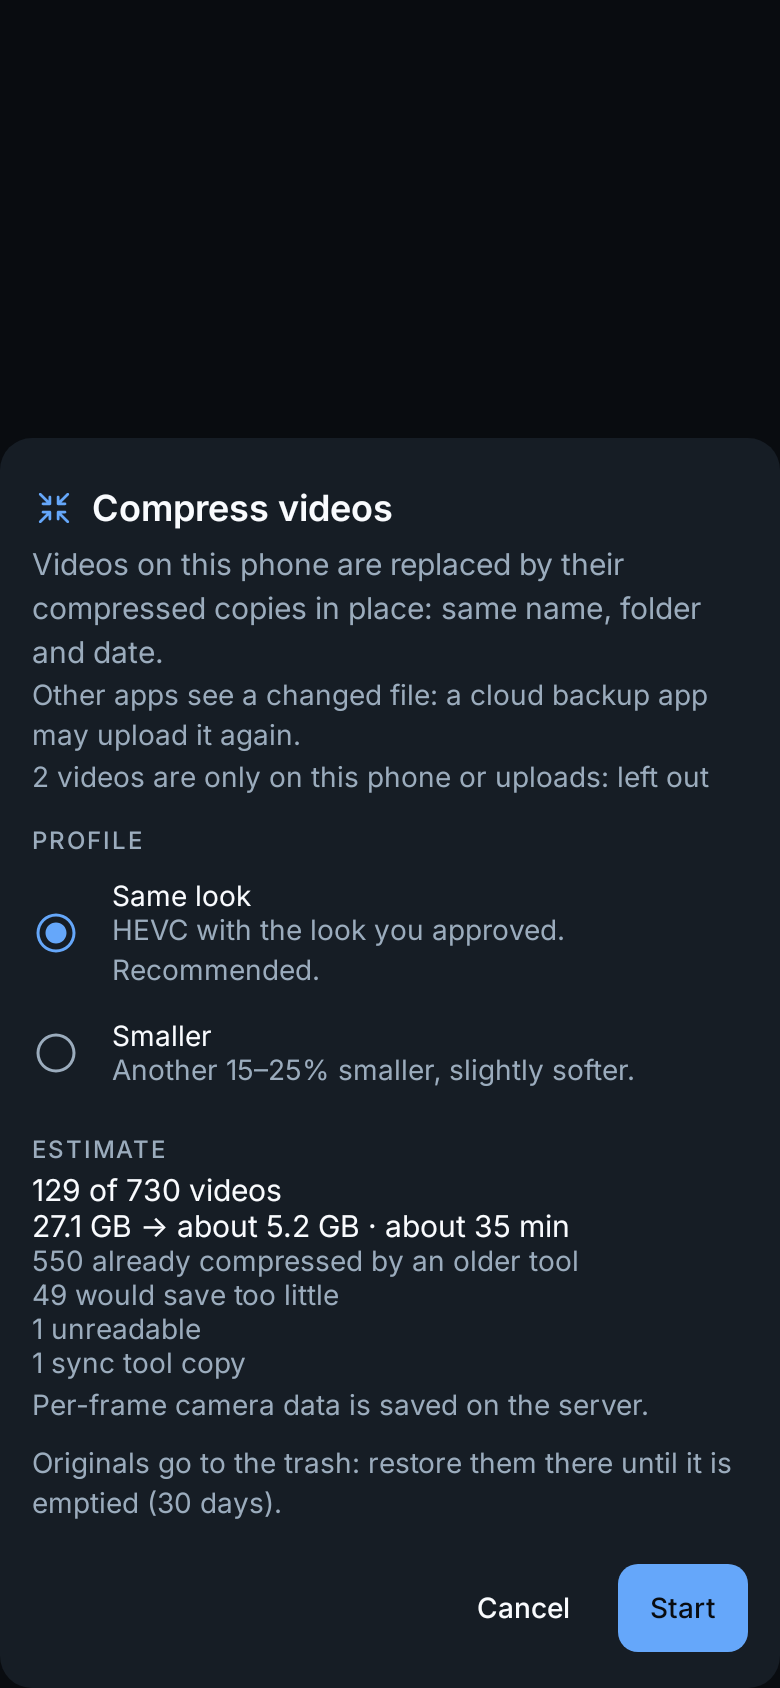 Compress videos
Videos on this phone are replaced by their
compressed copies in place: same name, folder
and date.
Other apps see a changed file: a cloud backup app
may upload it again.
2 videos are only on this phone or uploads: left out
PROFILE
Same look
HEVC with the look you approved.
Recommended.
Smaller
Another 15–25% smaller, slightly softer.
ESTIMATE
129 of 730 videos
27.1 GB → about 5.2 GB · about 35 min
550 already compressed by an older tool
49 would save too little
1 unreadable
1 sync tool copy
Per-frame camera data is saved on the server.
Originals go to the trash: restore them there until it is
emptied (30 days).
Cancel
Start